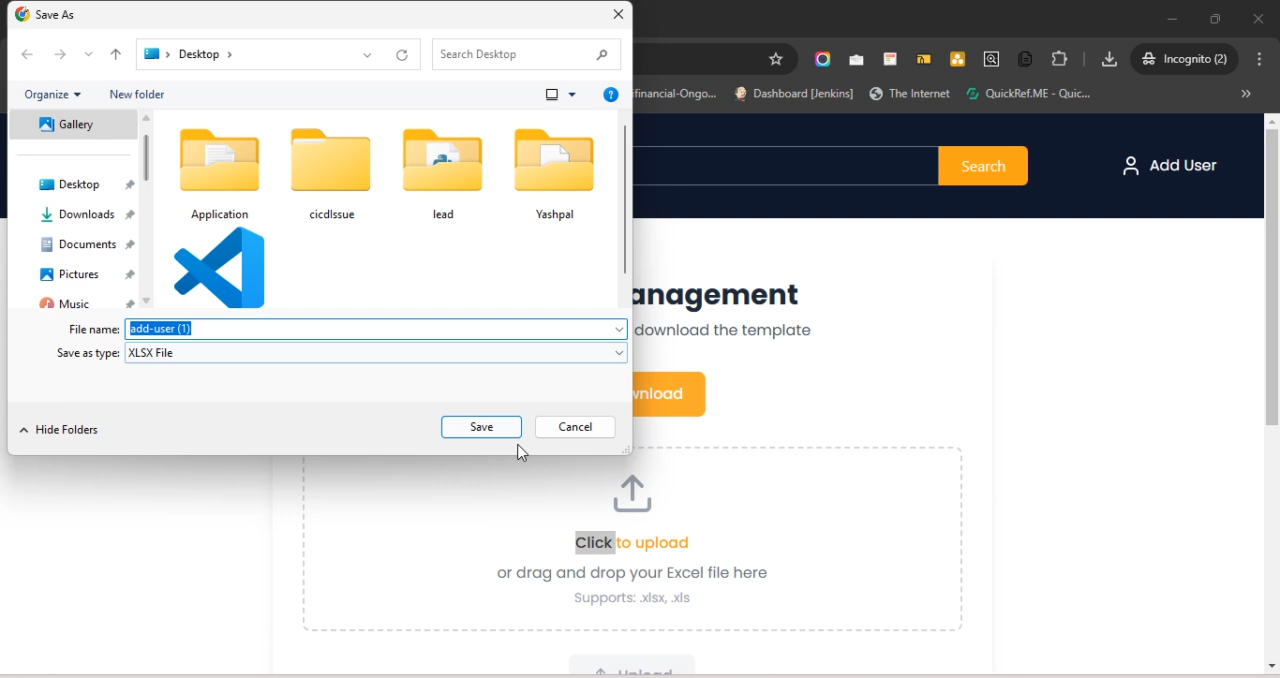 Save As
Desktop
Search Desktop
Organize
New folder
Gallery
Desktop
Downloads
Documents
Pictures
Music
Application
cicdIssue
lead
Yashpal
File name: add-user (1)
Save as type: XLSX File
Hide Folders
Save
Cancel
Incognito (2)
ifinancial-Ongo...
Dashboard [Jenkins]
The Internet
QuickRef.ME - Quic...
Search
Add User
anagement
download the template
wnload
Click to upload
or drag and drop your Excel file here
Supports: .xlsx, .xls
Upload